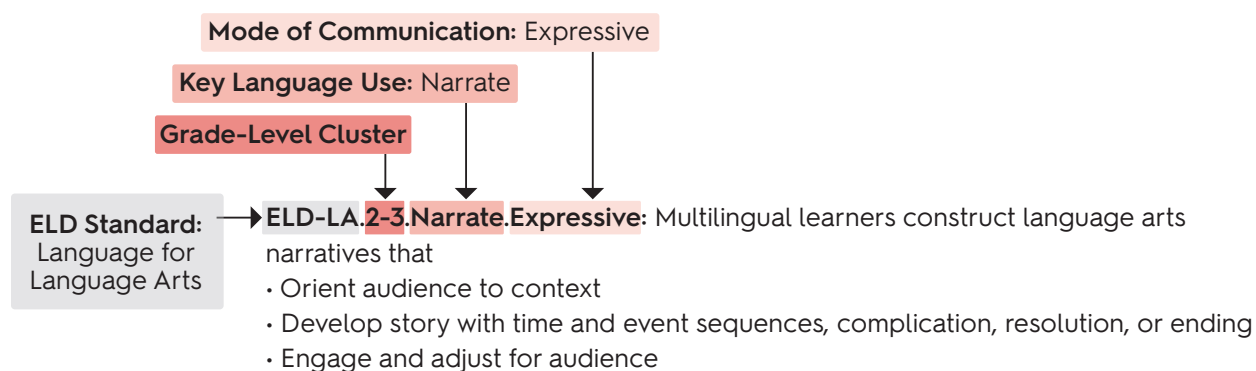 Mode of Communication: Expressive
Key Language Use: Narrate
Grade-Level Cluster
ELD Standard:
Language for
Language Arts
ELD-LA.2-3.Narrate.Expressive: Multilingual learners construct language arts
narratives that
• Orient audience to context
• Develop story with time and event sequences, complication, resolution, or ending
• Engage and adjust for audience